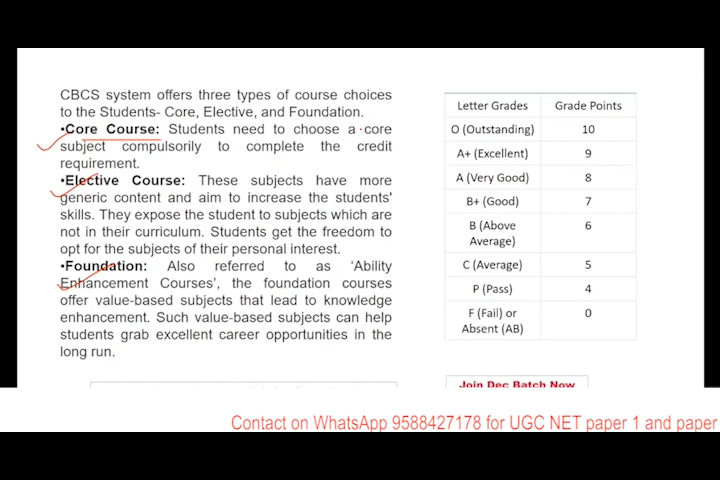 CBCS system offers three types of course choices
to the Students- Core, Elective, and Foundation.
•Core Course: Students need to choose a core
subject compulsorily to complete the credit
requirement.
•Elective Course: These subjects have more
generic content and aim to increase the students'
skills. They expose the student to subjects which are
not in their curriculum. Students get the freedom to
opt for the subjects of their personal interest.
•Foundation: Also referred to as ‘Ability
Enhancement Courses’, the foundation courses
offer value-based subjects that lead to knowledge
enhancement. Such value-based subjects can help
students grab excellent career opportunities in the
long run.
Letter Grades Grade Points
O (Outstanding) 10
A+ (Excellent) 9
A (Very Good) 8
B+ (Good) 7
B (Above 6
Average)
C (Average) 5
P (Pass) 4
F (Fail) or 0
Absent (AB)
Join Dec Batch Now
Contact on WhatsApp 9588427178 for UGC NET paper 1 and paper